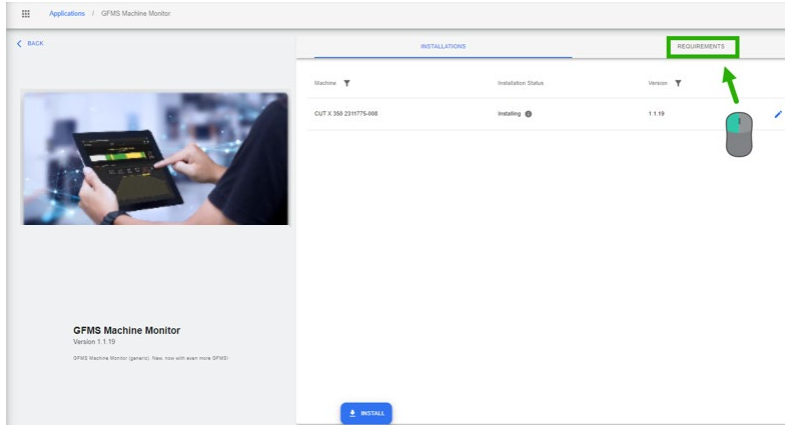 Applications / GFMS Machine Monitor
BACK
INSTALLATIONS
REQUIREMENTS
Machine
Installation Status
Version
CUT X 350 2311775-008
Installing
1.1.19
GFMS Machine Monitor
Version 1.1.19
GFMS Machine Monitor (generic). New, now with even more GFMS!
INSTALL